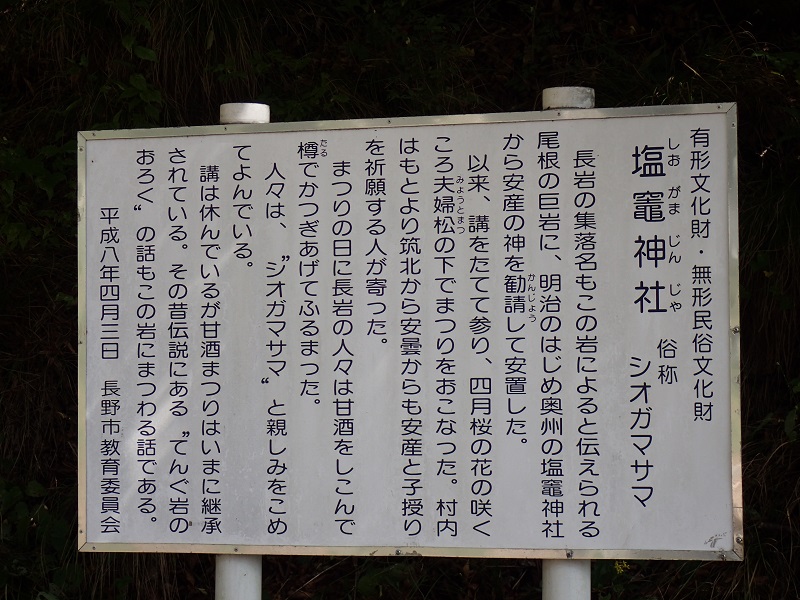 有形文化財・無形民俗文化財
塩竈神社 俗称 シオガマサマ
しおがまじんじゃ
長岩の集落名もこの岩によると伝えられる
尾根の巨岩に、明治のはじめ奥州の塩竈神社
から安産の神を勧請して安置した。
かんじょう
以来、講をたてて参り、四月桜の花の咲く
ころ夫婦松の下でまつりをおこなった。村内
みょうとまつ
はもとより筑北から安曇からも安産と子授り
を祈願する人が寄った。
まつりの日に長岩の人々は甘酒をしこんで
樽でかつぎあげてふるまった。
たる
人々は、〝シオガマサマ〟と親しみをこめ
てよんでいる。
講は休んでいるが甘酒まつりはいまに継承
されている。その昔伝説にある〝てんぐ岩の
おろく〟の話もこの岩にまつわる話である。
平成八年四月三日 長野市教育委員会